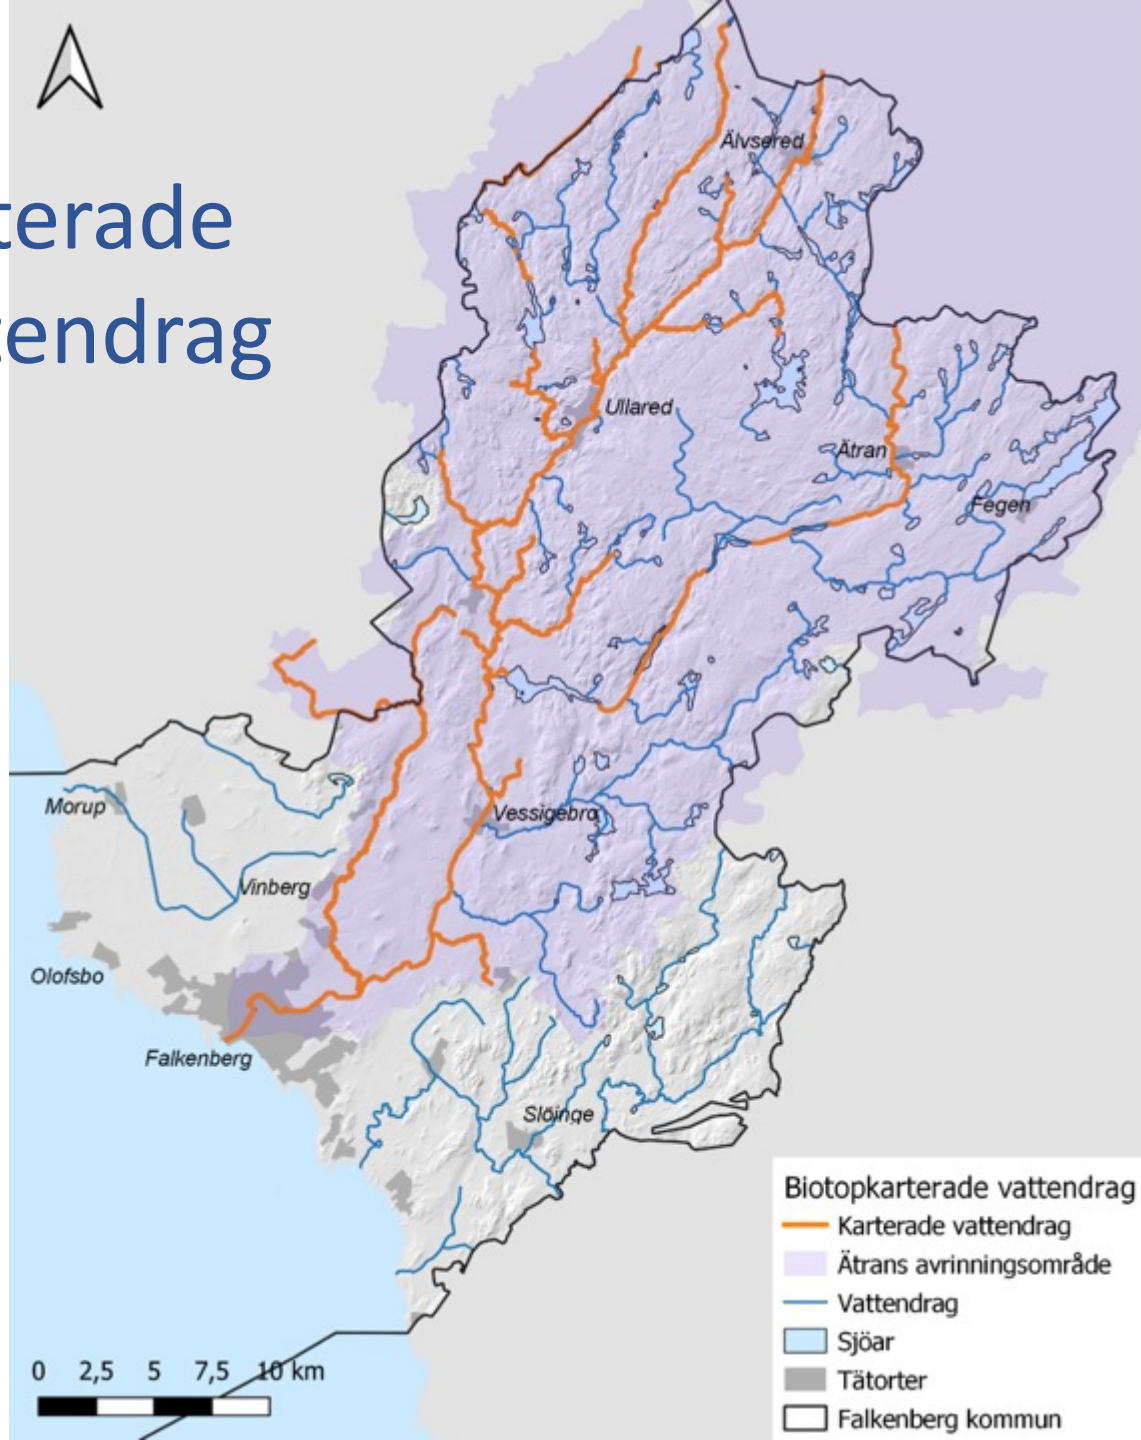 terade
tendrag
Älvsered
Ullared
Ätran
Fegen
Morup
Vessigebro
Vinberg
Olofsbo
Falkenberg
Slöinge
Biotopkarterade vattendrag
Karterade vattendrag
Ätrans avrinningsområde
Vattendrag
Sjöar
Tätorter
Falkenberg kommun
0 2,5 5 7,5 10 km